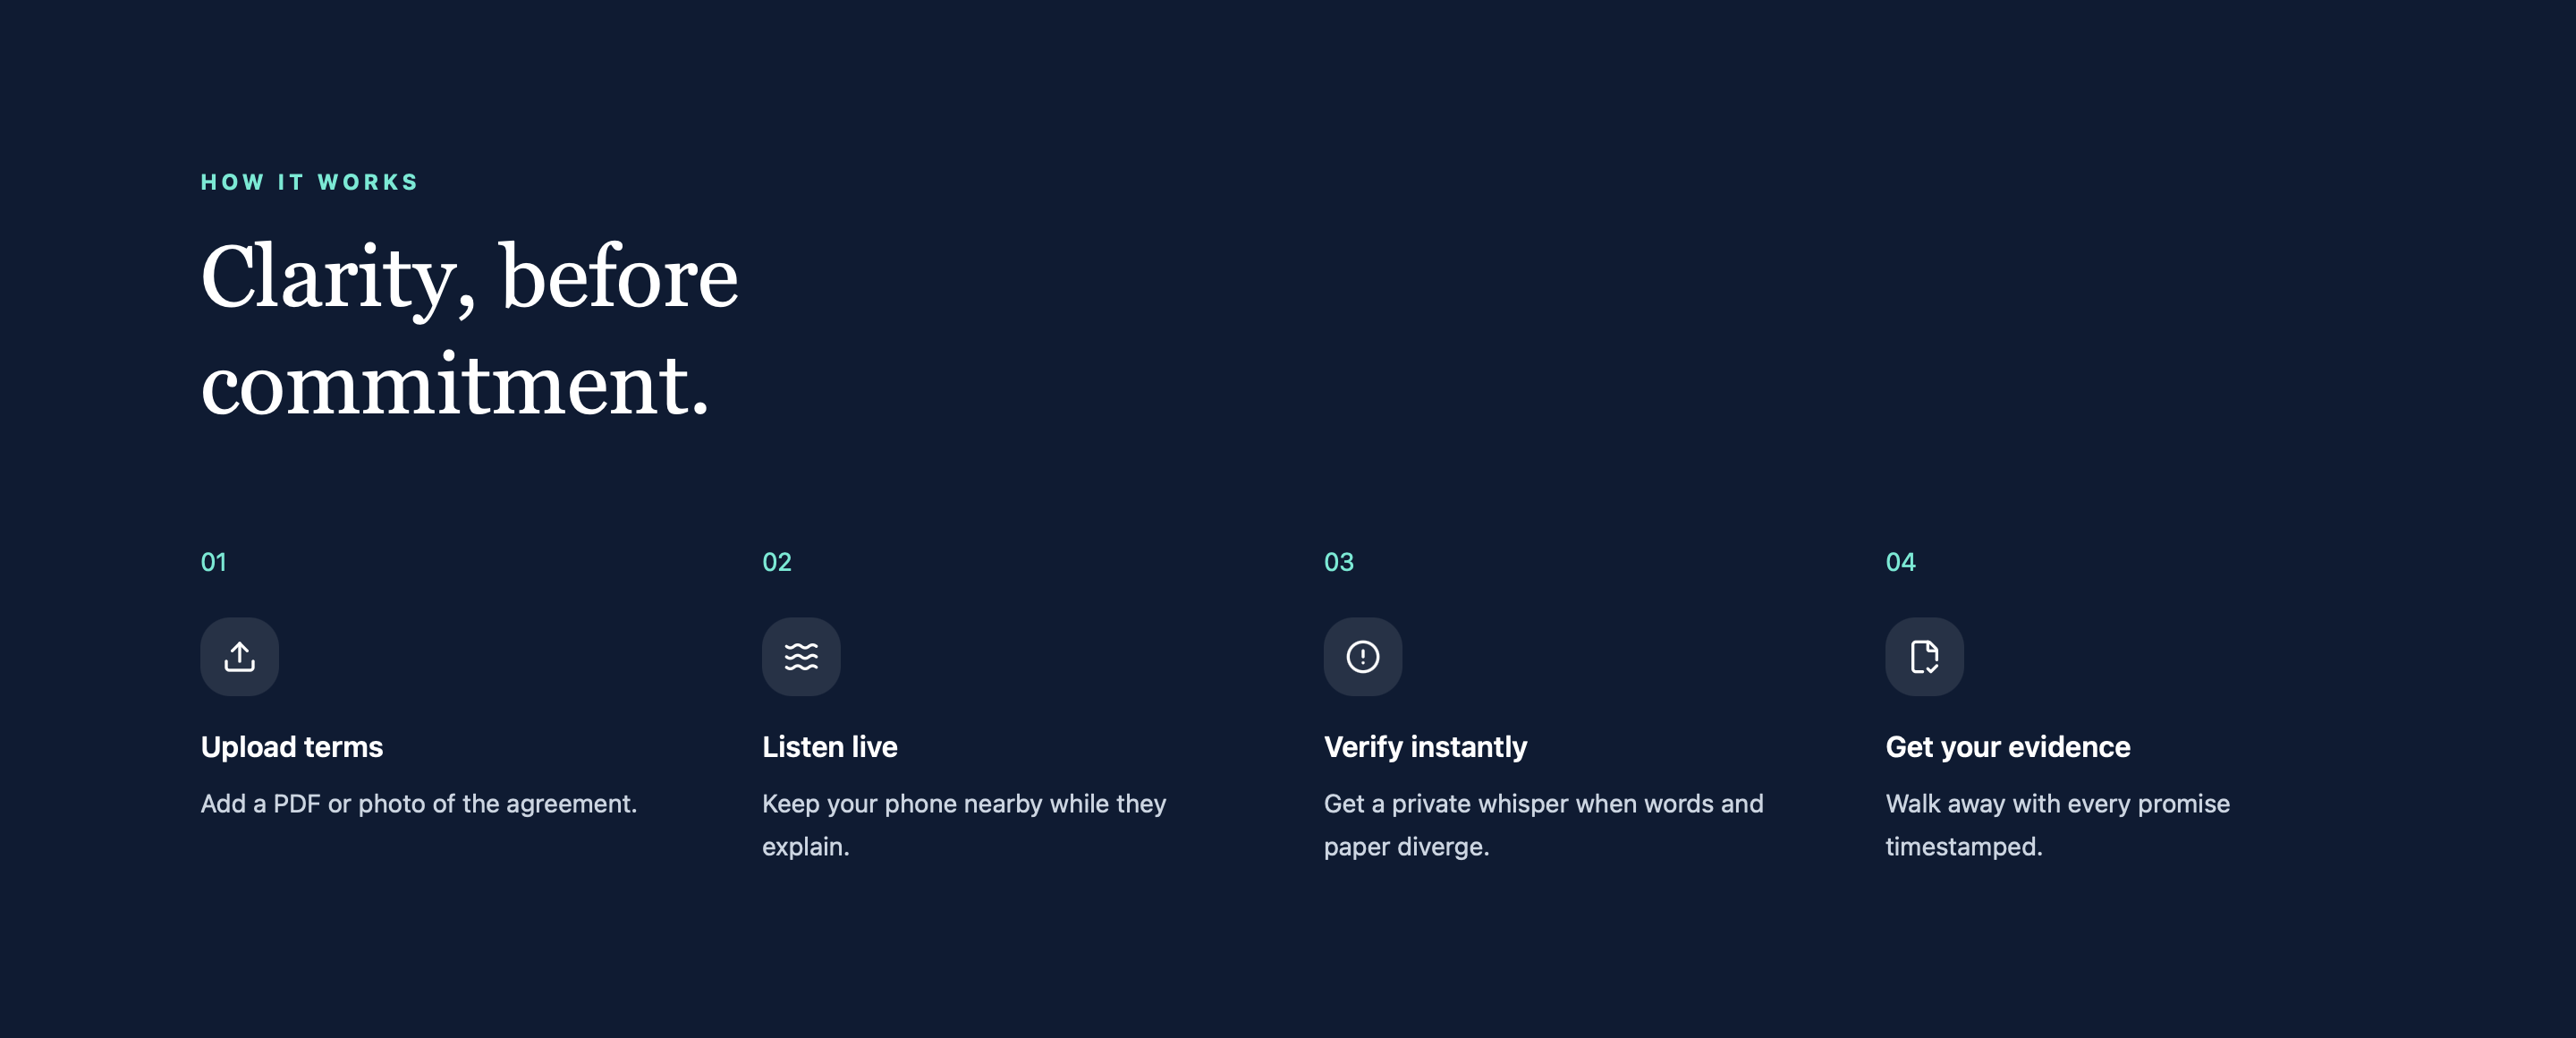 HOW IT WORKS
Clarity, before
commitment.
01
Upload terms
Add a PDF or photo of the agreement.
02
Listen live
Keep your phone nearby while they
explain.
03
Verify instantly
Get a private whisper when words and
paper diverge.
04
Get your evidence
Walk away with every promise
timestamped.